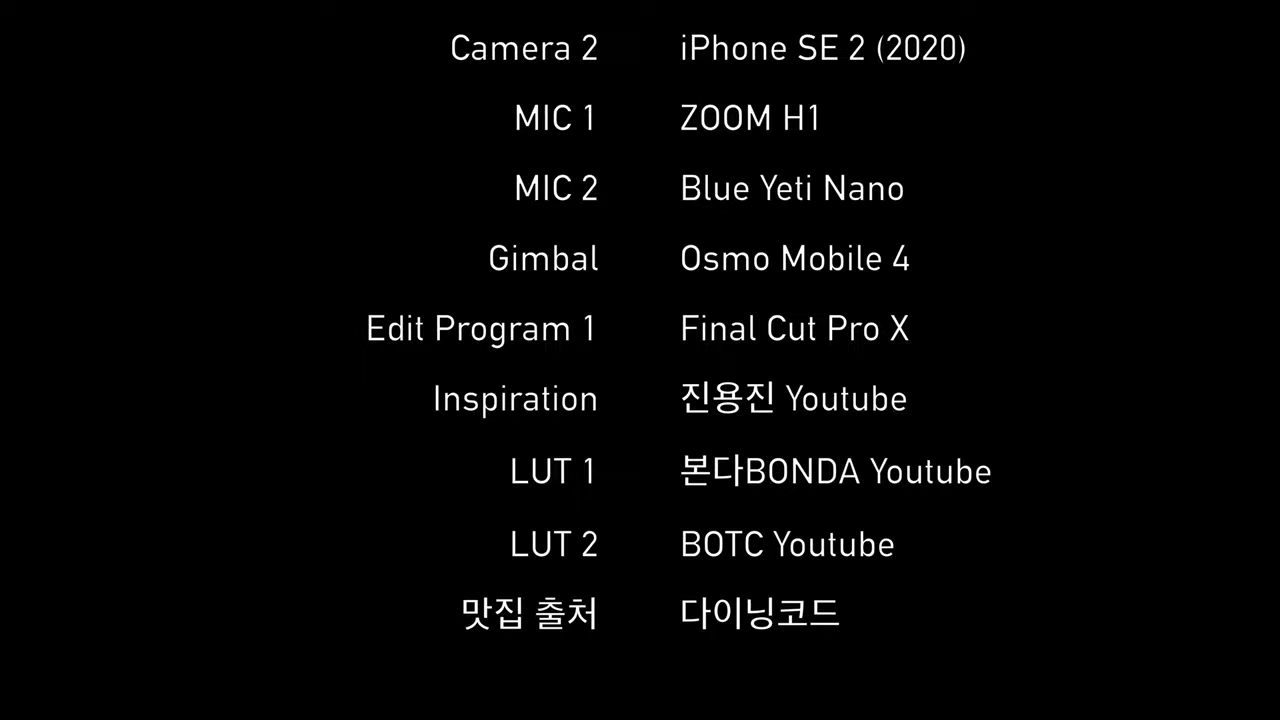 Camera 2 iPhone SE 2 (2020)
MIC 1 ZOOM H1
MIC 2 Blue Yeti Nano
Gimbal Osmo Mobile 4
Edit Program 1 Final Cut Pro X
Inspiration 진용진 Youtube
LUT 1 본다BONDA Youtube
LUT 2 BOTC Youtube
맛집 출처 다이닝코드